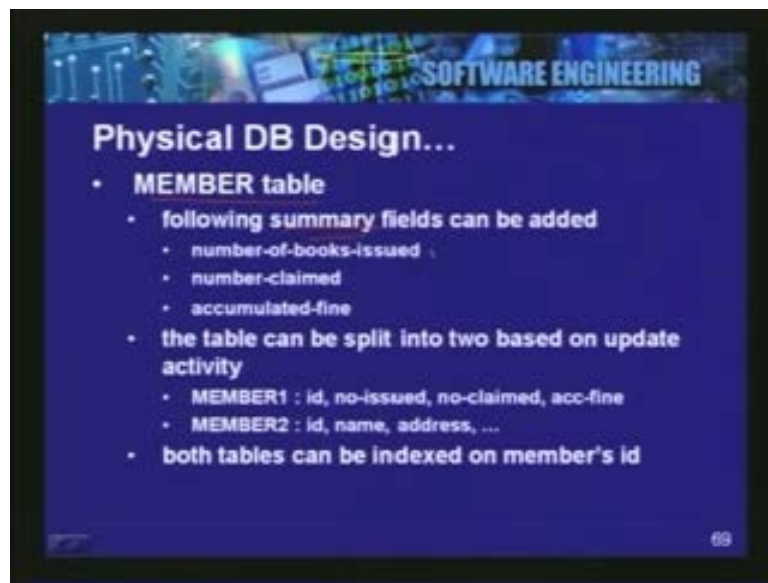 SOFTWARE ENGINEERING
Physical DB Design...
• MEMBER table
• following summary fields can be added
• number-of-books-issued
• number-claimed
• accumulated-fine
• the table can be split into two based on update
activity
• MEMBER1 : id, no-issued, no-claimed, acc-fine
• MEMBER2 : id, name, address, ...
• both tables can be indexed on member's id
69